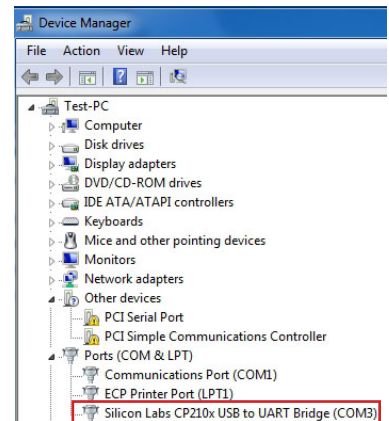 Device Manager
File Action View Help
Test-PC
Computer
Disk drives
Display adapters
DVD/CD-ROM drives
IDE ATA/ATAPI controllers
Keyboards
Mice and other pointing devices
Monitors
Network adapters
Other devices
PCI Serial Port
PCI Simple Communications Controller
Ports (COM & LPT)
Communications Port (COM1)
ECP Printer Port (LPT1)
Silicon Labs CP210x USB to UART Bridge (COM3)